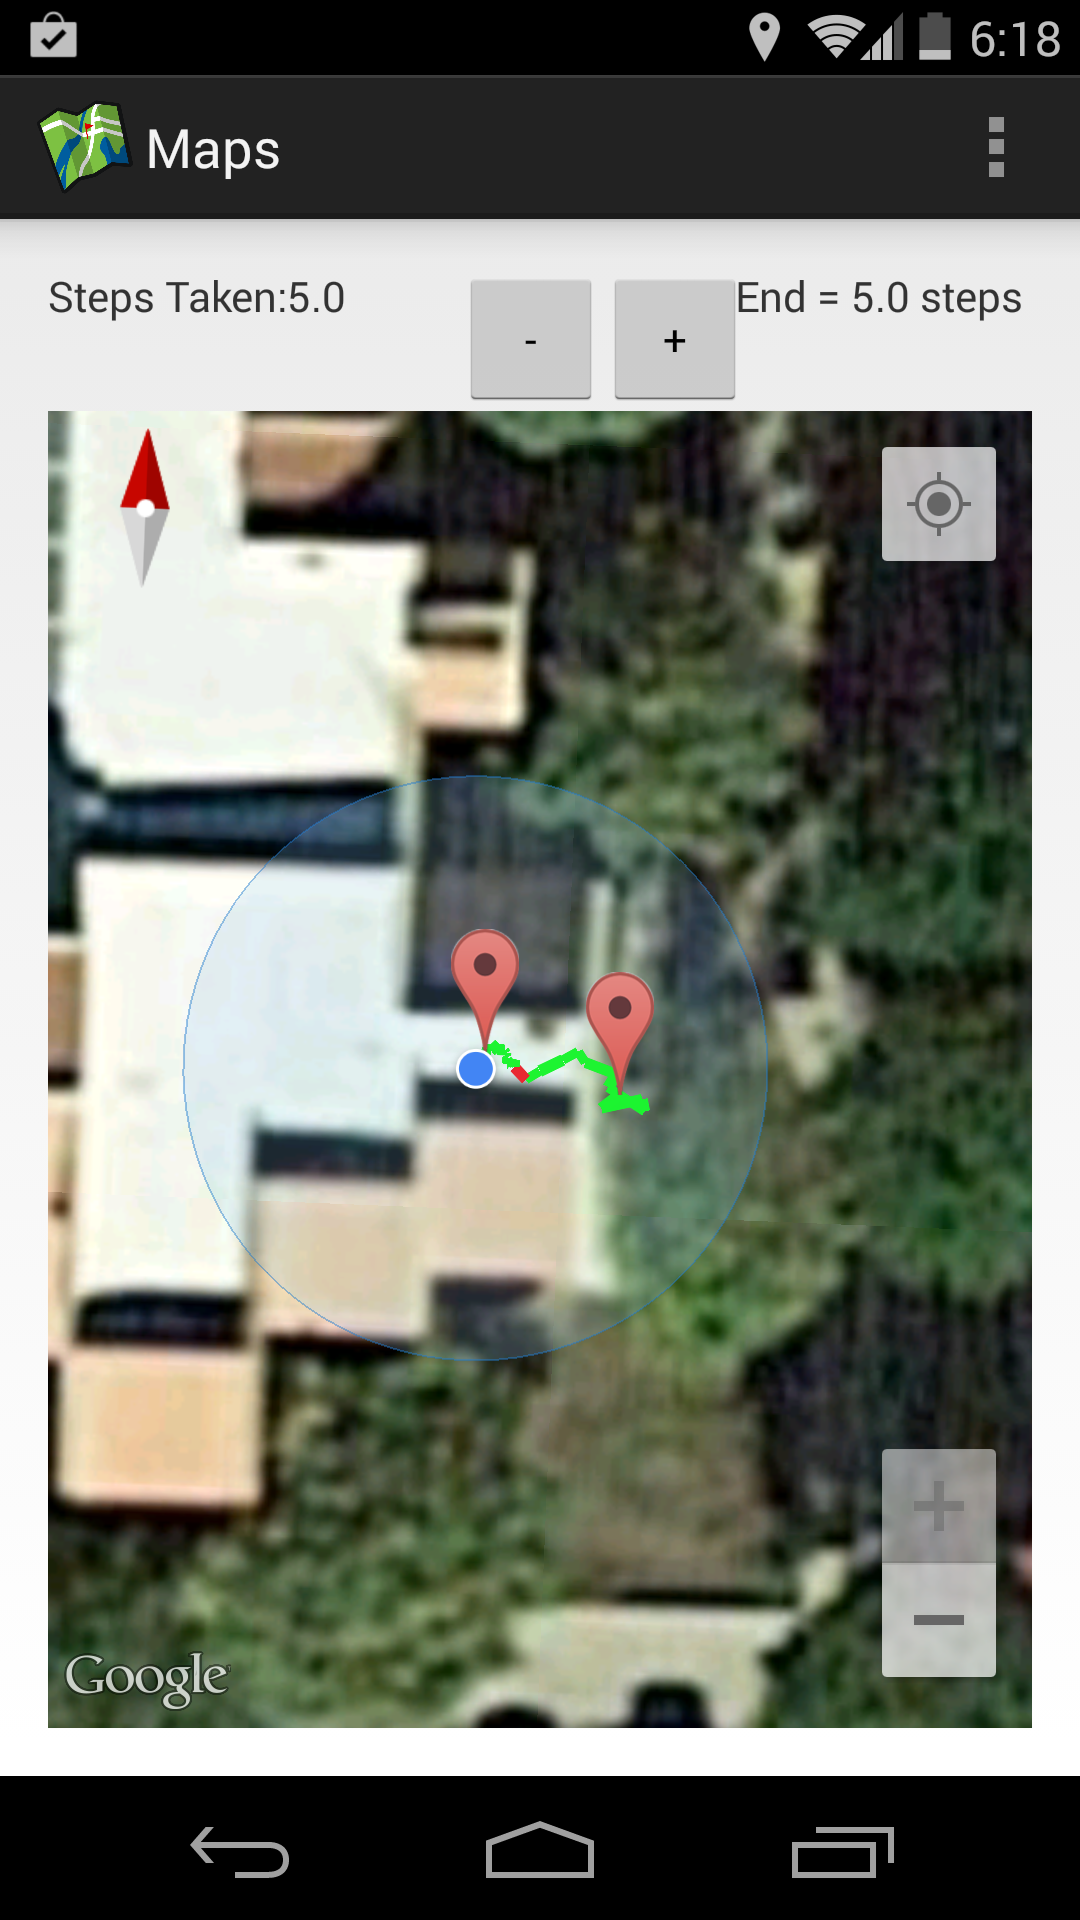 6:18
Maps
Steps Taken:5.0
-
+
End = 5.0 steps
+
-
Google